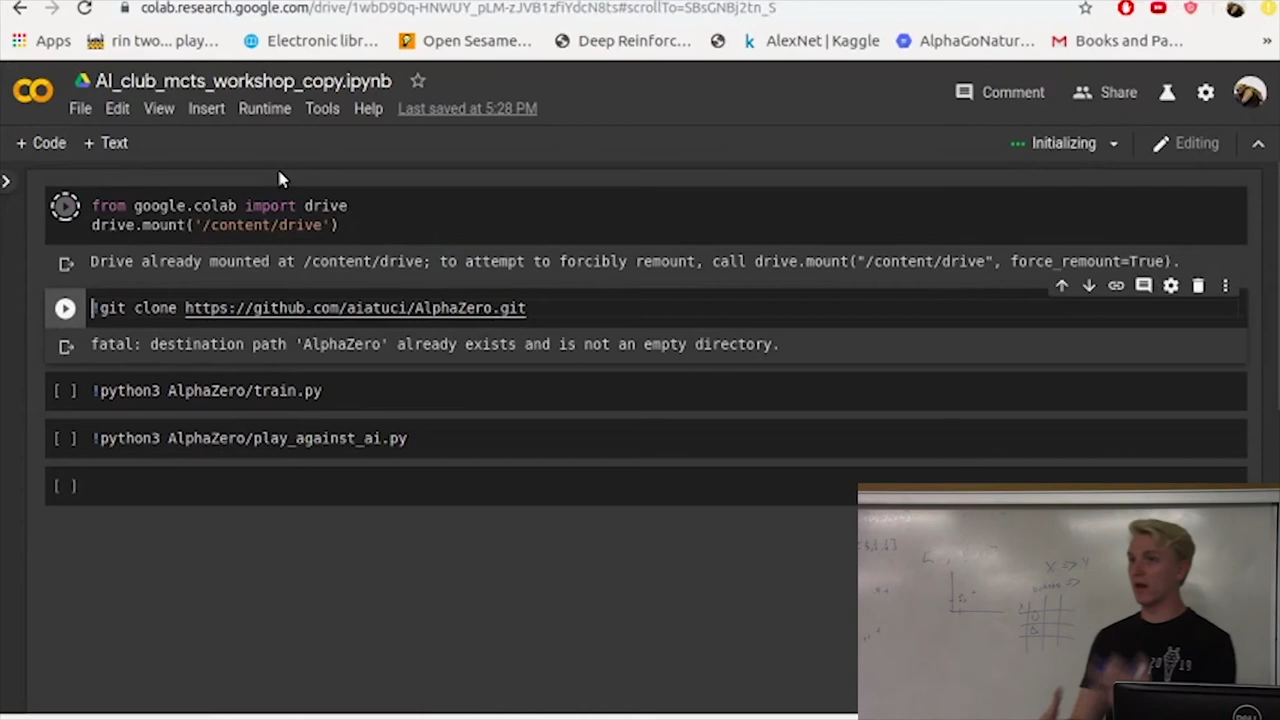 colab.research.google.com/drive/1wbD9Dq-HNWUY_pLM-zJVB1zfiYdcN8ts#scrollTo=SBsGNBj2tn_S
Apps rin two... play... Electronic libr... Open Sesame... Deep Reinforc... AlexNet | Kaggle AlphaGoNatur... Books and Pa... »
AI_club_mcts_workshop_copy.ipynb
File Edit View Insert Runtime Tools Help Last saved at 5:28 PM
Comment Share
+ Code + Text
Initializing Editing
from google.colab import drive
drive.mount('/content/drive')
Drive already mounted at /content/drive; to attempt to forcibly remount, call drive.mount("/content/drive", force_remount=True).
!git clone https://github.com/aiatuci/AlphaZero.git
fatal: destination path 'AlphaZero' already exists and is not an empty directory.
[ ] !python3 AlphaZero/train.py
[ ] !python3 AlphaZero/play_against_ai.py
[ ]
X => Y
2019
DELL